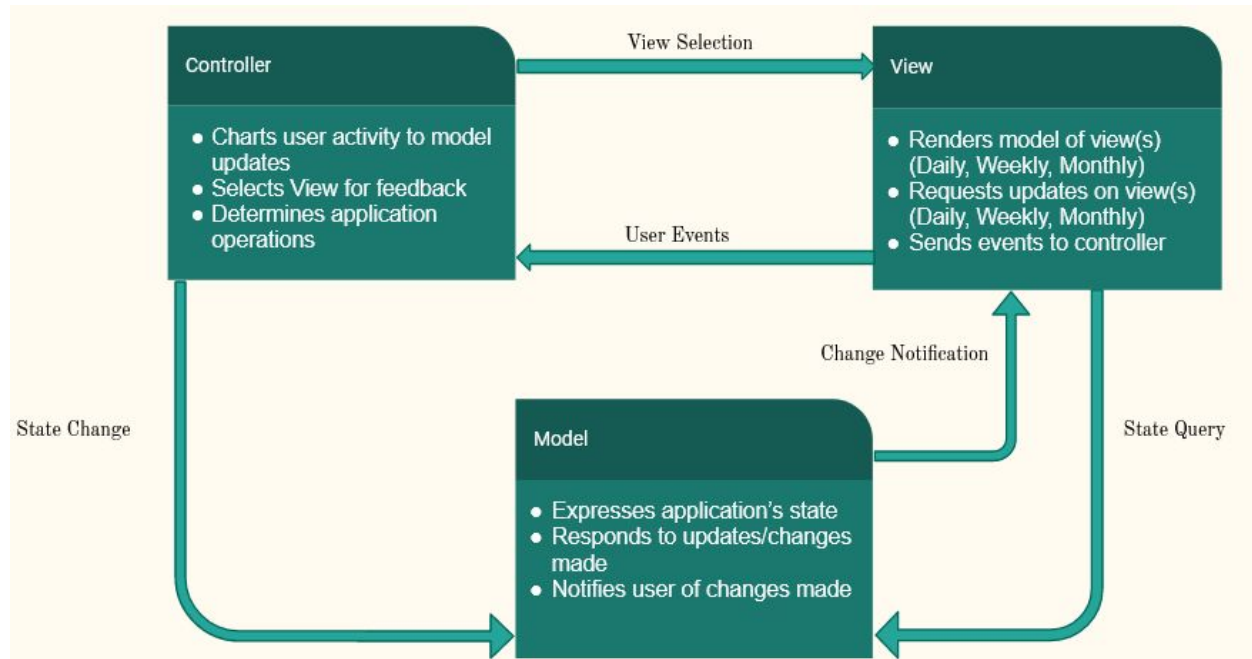 View Selection
Controller
● Charts user activity to model
updates
● Selects View for feedback
● Determines application
operations
View
● Renders model of view(s)
(Daily, Weekly, Monthly)
● Requests updates on view(s)
(Daily, Weekly, Monthly)
● Sends events to controller
User Events
Change Notification
State Change
State Query
Model
● Expresses application’s state
● Responds to updates/changes
made
● Notifies user of changes made